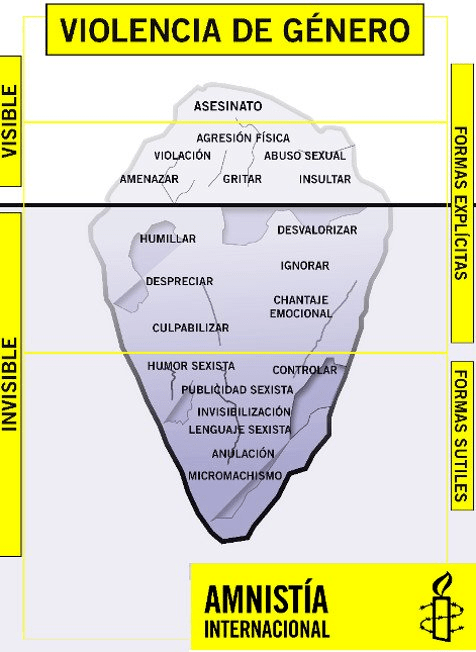 VIOLENCIA DE GÉNERO
VISIBLE
FORMAS EXPLÍCITAS
ASESINATO
AGRESIÓN FÍSICA
VIOLACIÓN ABUSO SEXUAL
AMENAZAR GRITAR INSULTAR
INVISIBLE
HUMILLAR DESVALORIZAR
IGNORAR
DESPRECIAR
CHANTAJE
EMOCIONAL
CULPABILIZAR
FORMAS SUTILES
HUMOR SEXISTA CONTROLAR
PUBLICIDAD SEXISTA
INVISIBILIZACIÓN
LENGUAJE SEXISTA
ANULACIÓN
MICROMACHISMO
AMNISTÍA
INTERNACIONAL